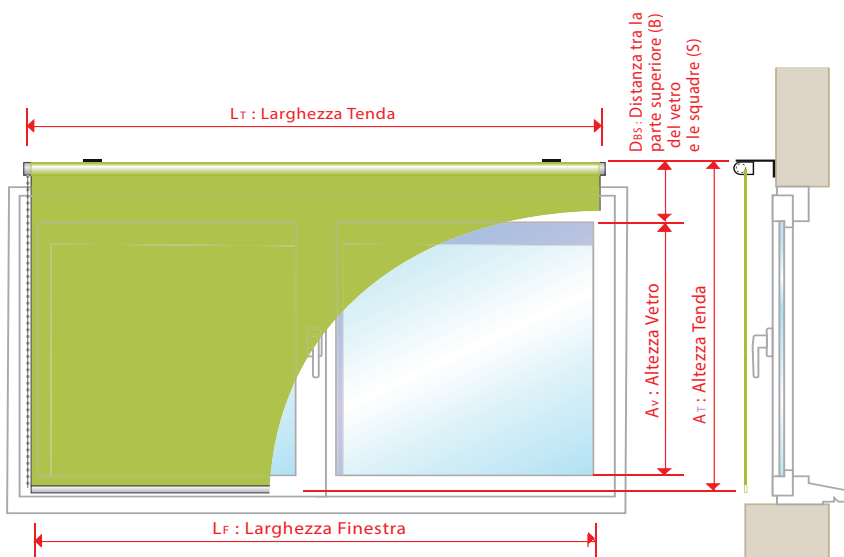 LT : Larghezza Tenda
DBS : Distanza tra la
parte superiore (B)
del vetro
e le squadre (S)
AV : Altezza Vetro
AT : Altezza Tenda
LF : Larghezza Finestra